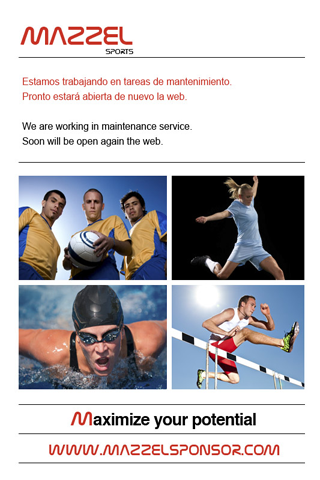 MAZZEL
SPORTS
Estamos trabajando en tareas de mantenimiento.
Pronto estará abierta de nuevo la web.
We are working in maintenance service.
Soon will be open again the web.
Maximize your potential
WWW.MAZZELSPONSOR.COM